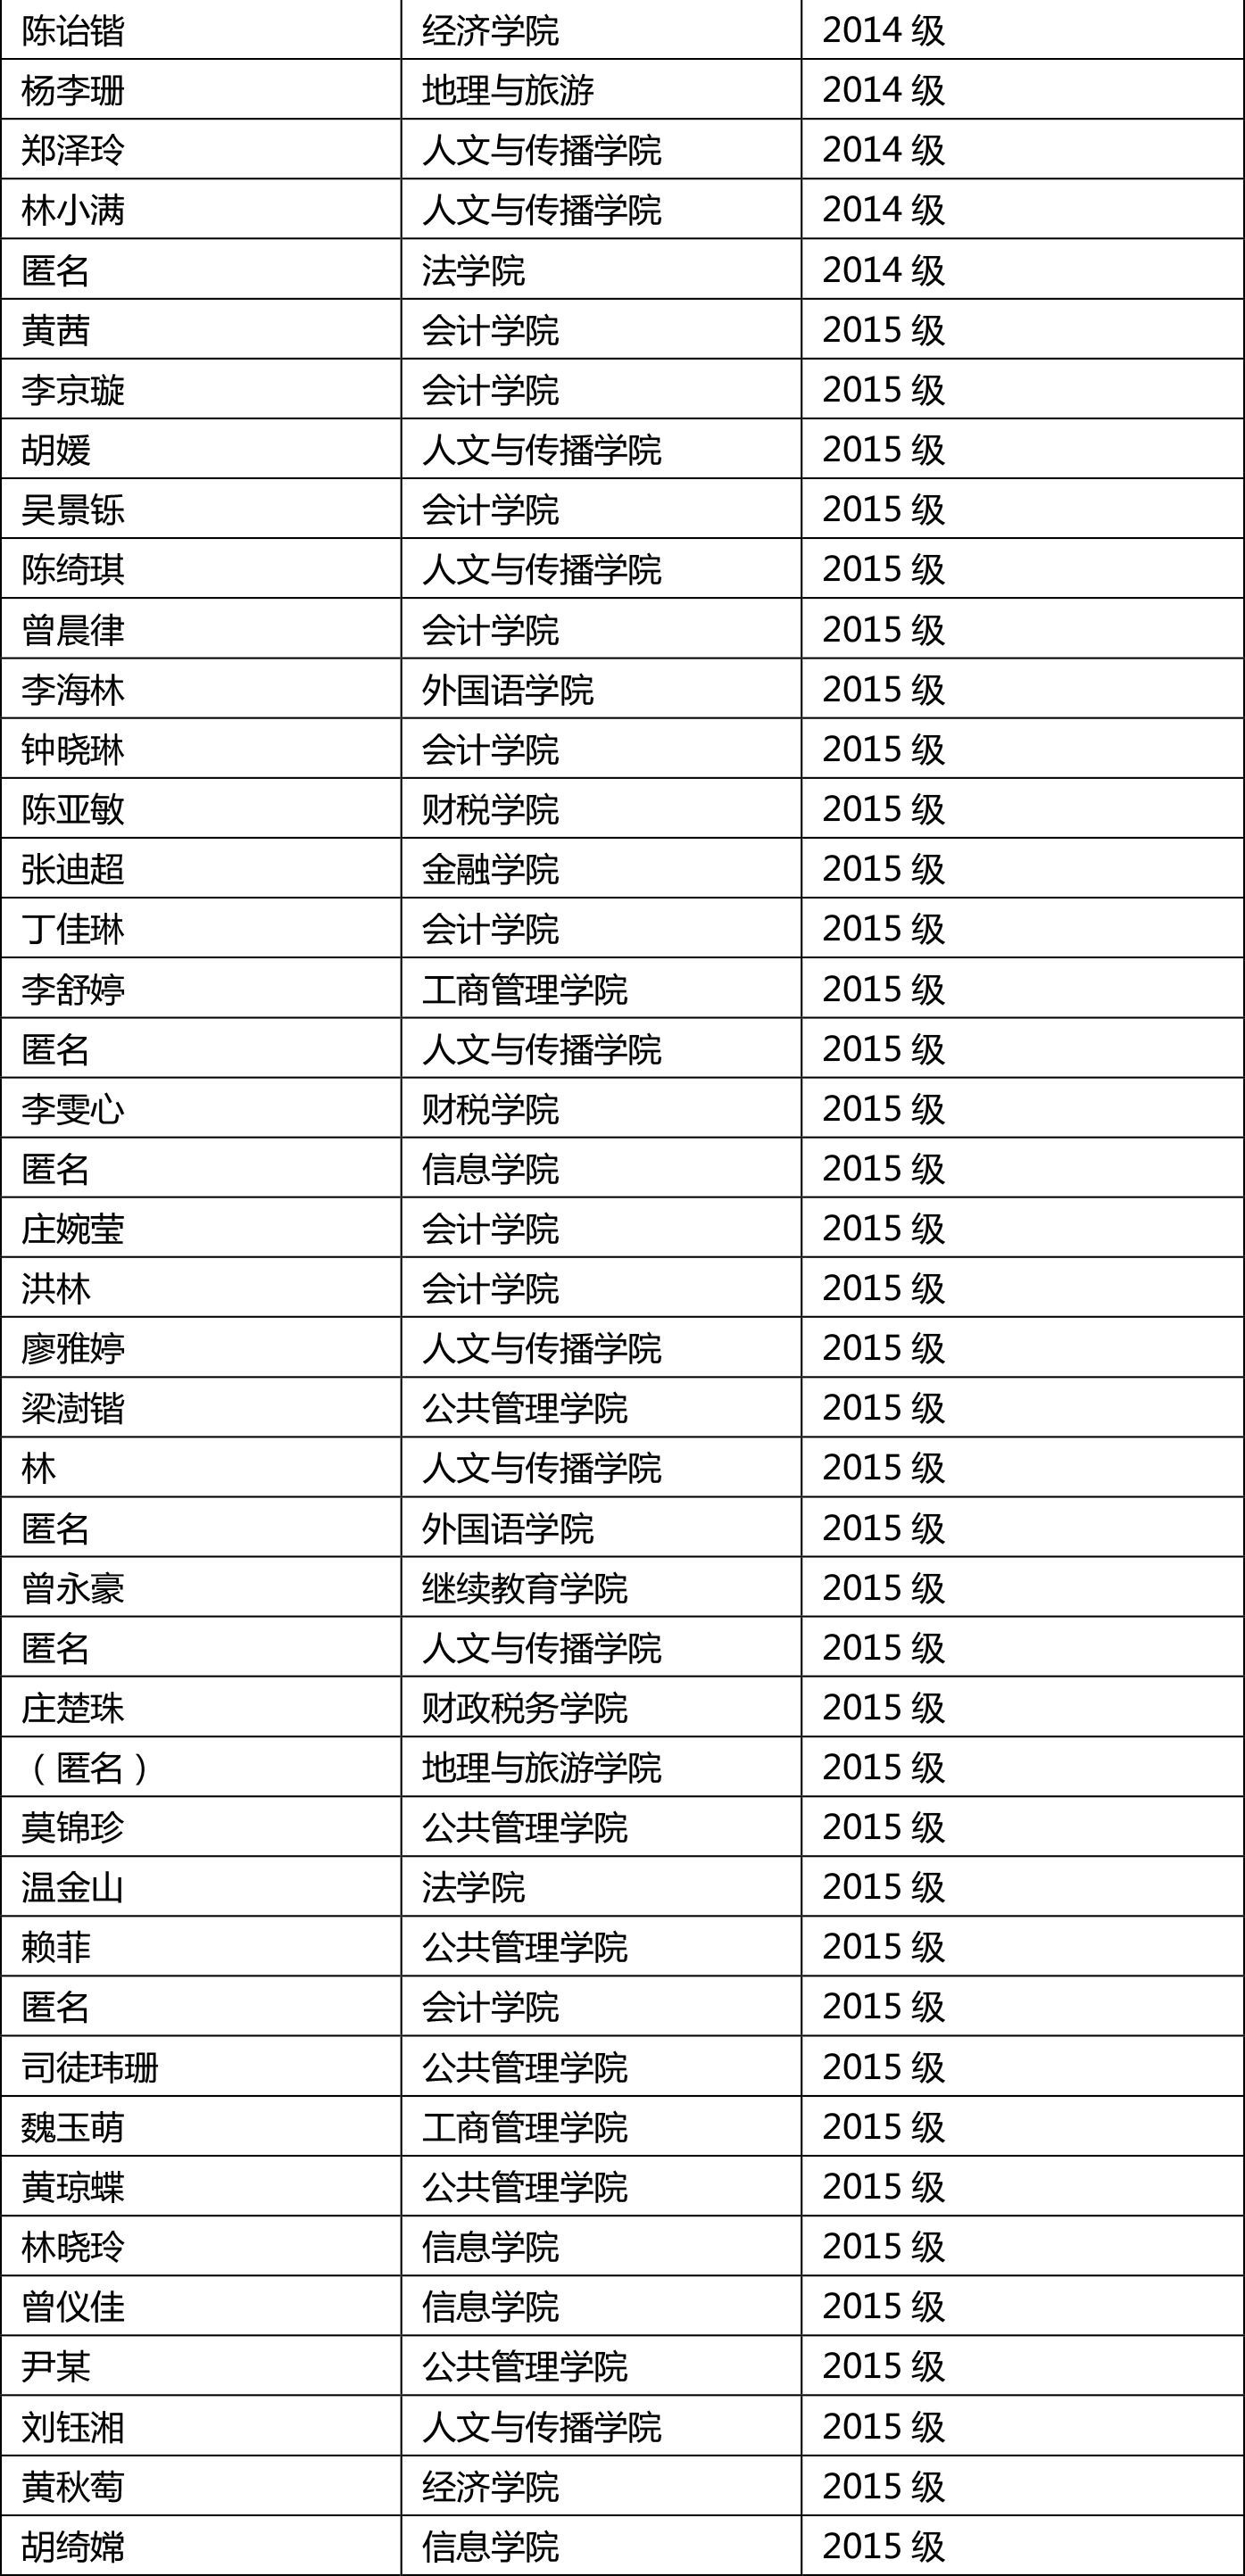 陈诒锴 经济学院 2014 级
杨李珊 地理与旅游 2014 级
郑泽玲 人文与传播学院 2014 级
林小满 人文与传播学院 2014 级
匿名 法学院 2014 级
黄茜 会计学院 2015 级
李京璇 会计学院 2015 级
胡媛 人文与传播学院 2015 级
吴景铄 会计学院 2015 级
陈绮琪 人文与传播学院 2015 级
曾晨律 会计学院 2015 级
李海林 外国语学院 2015 级
钟晓琳 会计学院 2015 级
陈亚敏 财税学院 2015 级
张迪超 金融学院 2015 级
丁佳琳 会计学院 2015 级
李舒婷 工商管理学院 2015 级
匿名 人文与传播学院 2015 级
李雯心 财税学院 2015 级
匿名 信息学院 2015 级
庄婉莹 会计学院 2015 级
洪林 会计学院 2015 级
廖雅婷 人文与传播学院 2015 级
梁澍锴 公共管理学院 2015 级
林 人文与传播学院 2015 级
匿名 外国语学院 2015 级
曾永豪 继续教育学院 2015 级
匿名 人文与传播学院 2015 级
庄楚珠 财政税务学院 2015 级
（匿名） 地理与旅游学院 2015 级
莫锦珍 公共管理学院 2015 级
温金山 法学院 2015 级
赖菲 公共管理学院 2015 级
匿名 会计学院 2015 级
司徒玮珊 公共管理学院 2015 级
魏玉萌 工商管理学院 2015 级
黄琼蝶 公共管理学院 2015 级
林晓玲 信息学院 2015 级
曾仪佳 信息学院 2015 级
尹某 公共管理学院 2015 级
刘钰湘 人文与传播学院 2015 级
黄秋萄 经济学院 2015 级
胡绮嫦 信息学院 2015 级